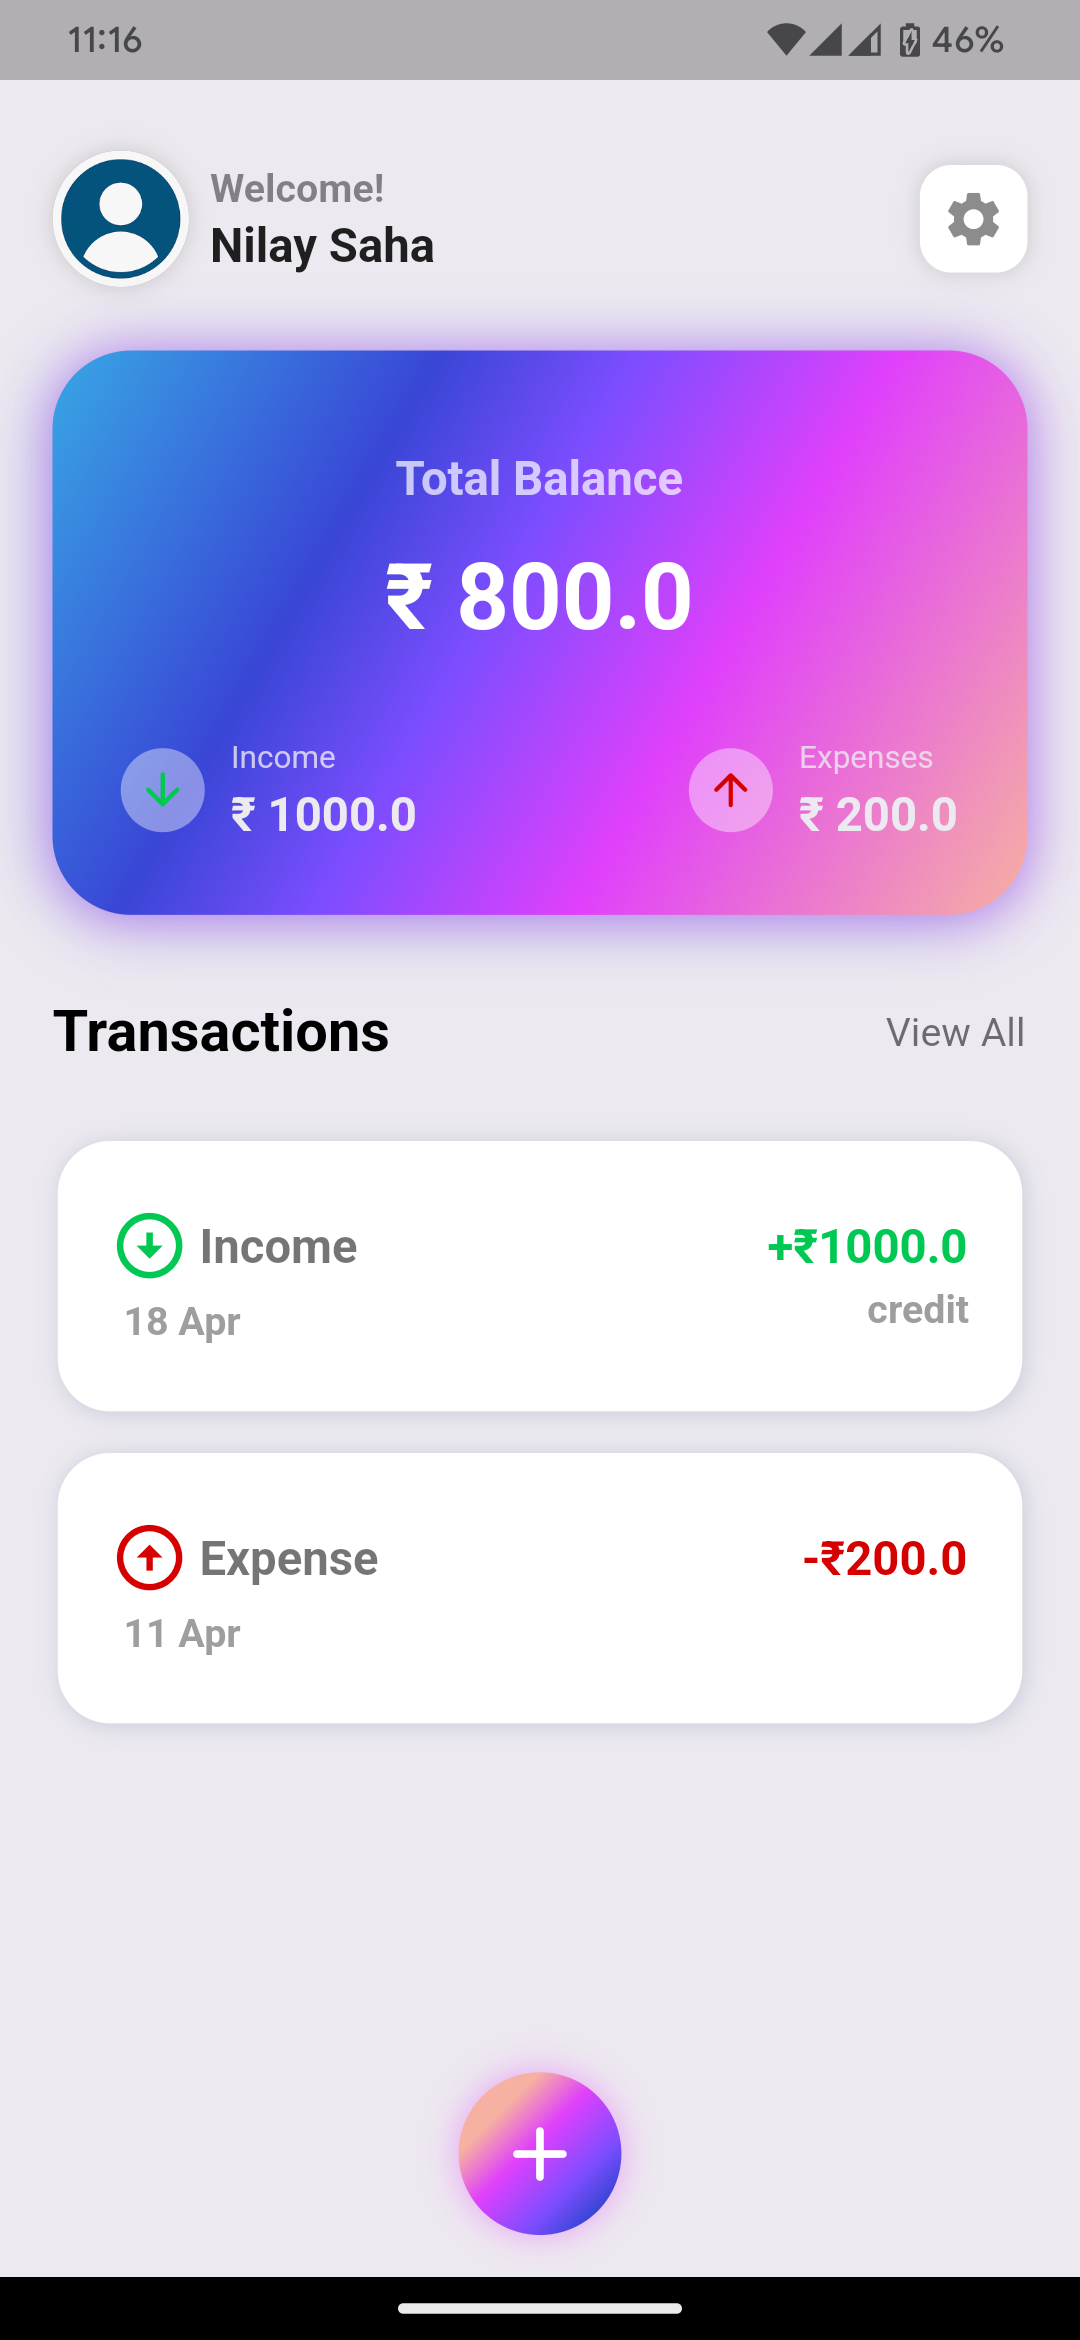 11:16
46%
Welcome!
Nilay Saha
Total Balance
₹ 800.0
Income
₹ 1000.0
Expenses
₹ 200.0
Transactions
View All
Income
+₹1000.0
18 Apr
credit
Expense
-₹200.0
11 Apr